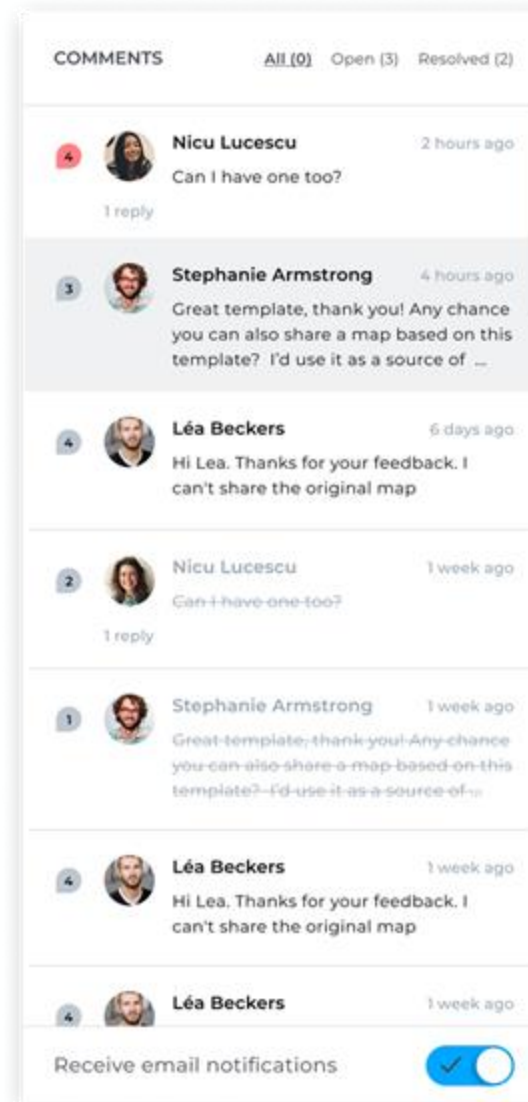 COMMENTS All (0) Open (3) Resolved (2)
4 Nicu Lucescu 2 hours ago
Can I have one too?
1 reply
3 Stephanie Armstrong 4 hours ago
Great template, thank you! Any chance
you can also share a map based on this
template? I'd use it as a source of ...
4 Léa Beckers 6 days ago
Hi Lea. Thanks for your feedback. I
can't share the original map
2 Nicu Lucescu 1 week ago
Can I have one too?
1 reply
1 Stephanie Armstrong 1 week ago
Great template, thank you! Any chance
you can also share a map based on this
template? I'd use it as a source of ...
4 Léa Beckers 1 week ago
Hi Lea. Thanks for your feedback. I
can't share the original map
4 Léa Beckers 1 week ago
Receive email notifications